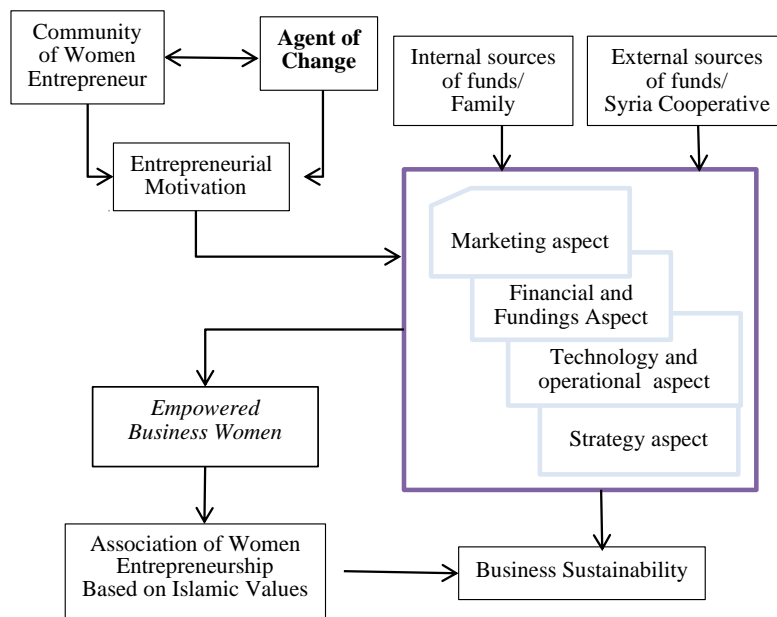 Community
of Women
Entrepreneur
Agent of
Change
Internal sources
of funds/
Family
External sources
of funds/
Syria Cooperative
Entrepreneurial
Motivation
Marketing aspect
Financial and
Fundings Aspect
Technology and
operational aspect
Strategy aspect
Empowered
Business Women
Association of Women
Entrepreneurship
Based on Islamic Values
Business Sustainability